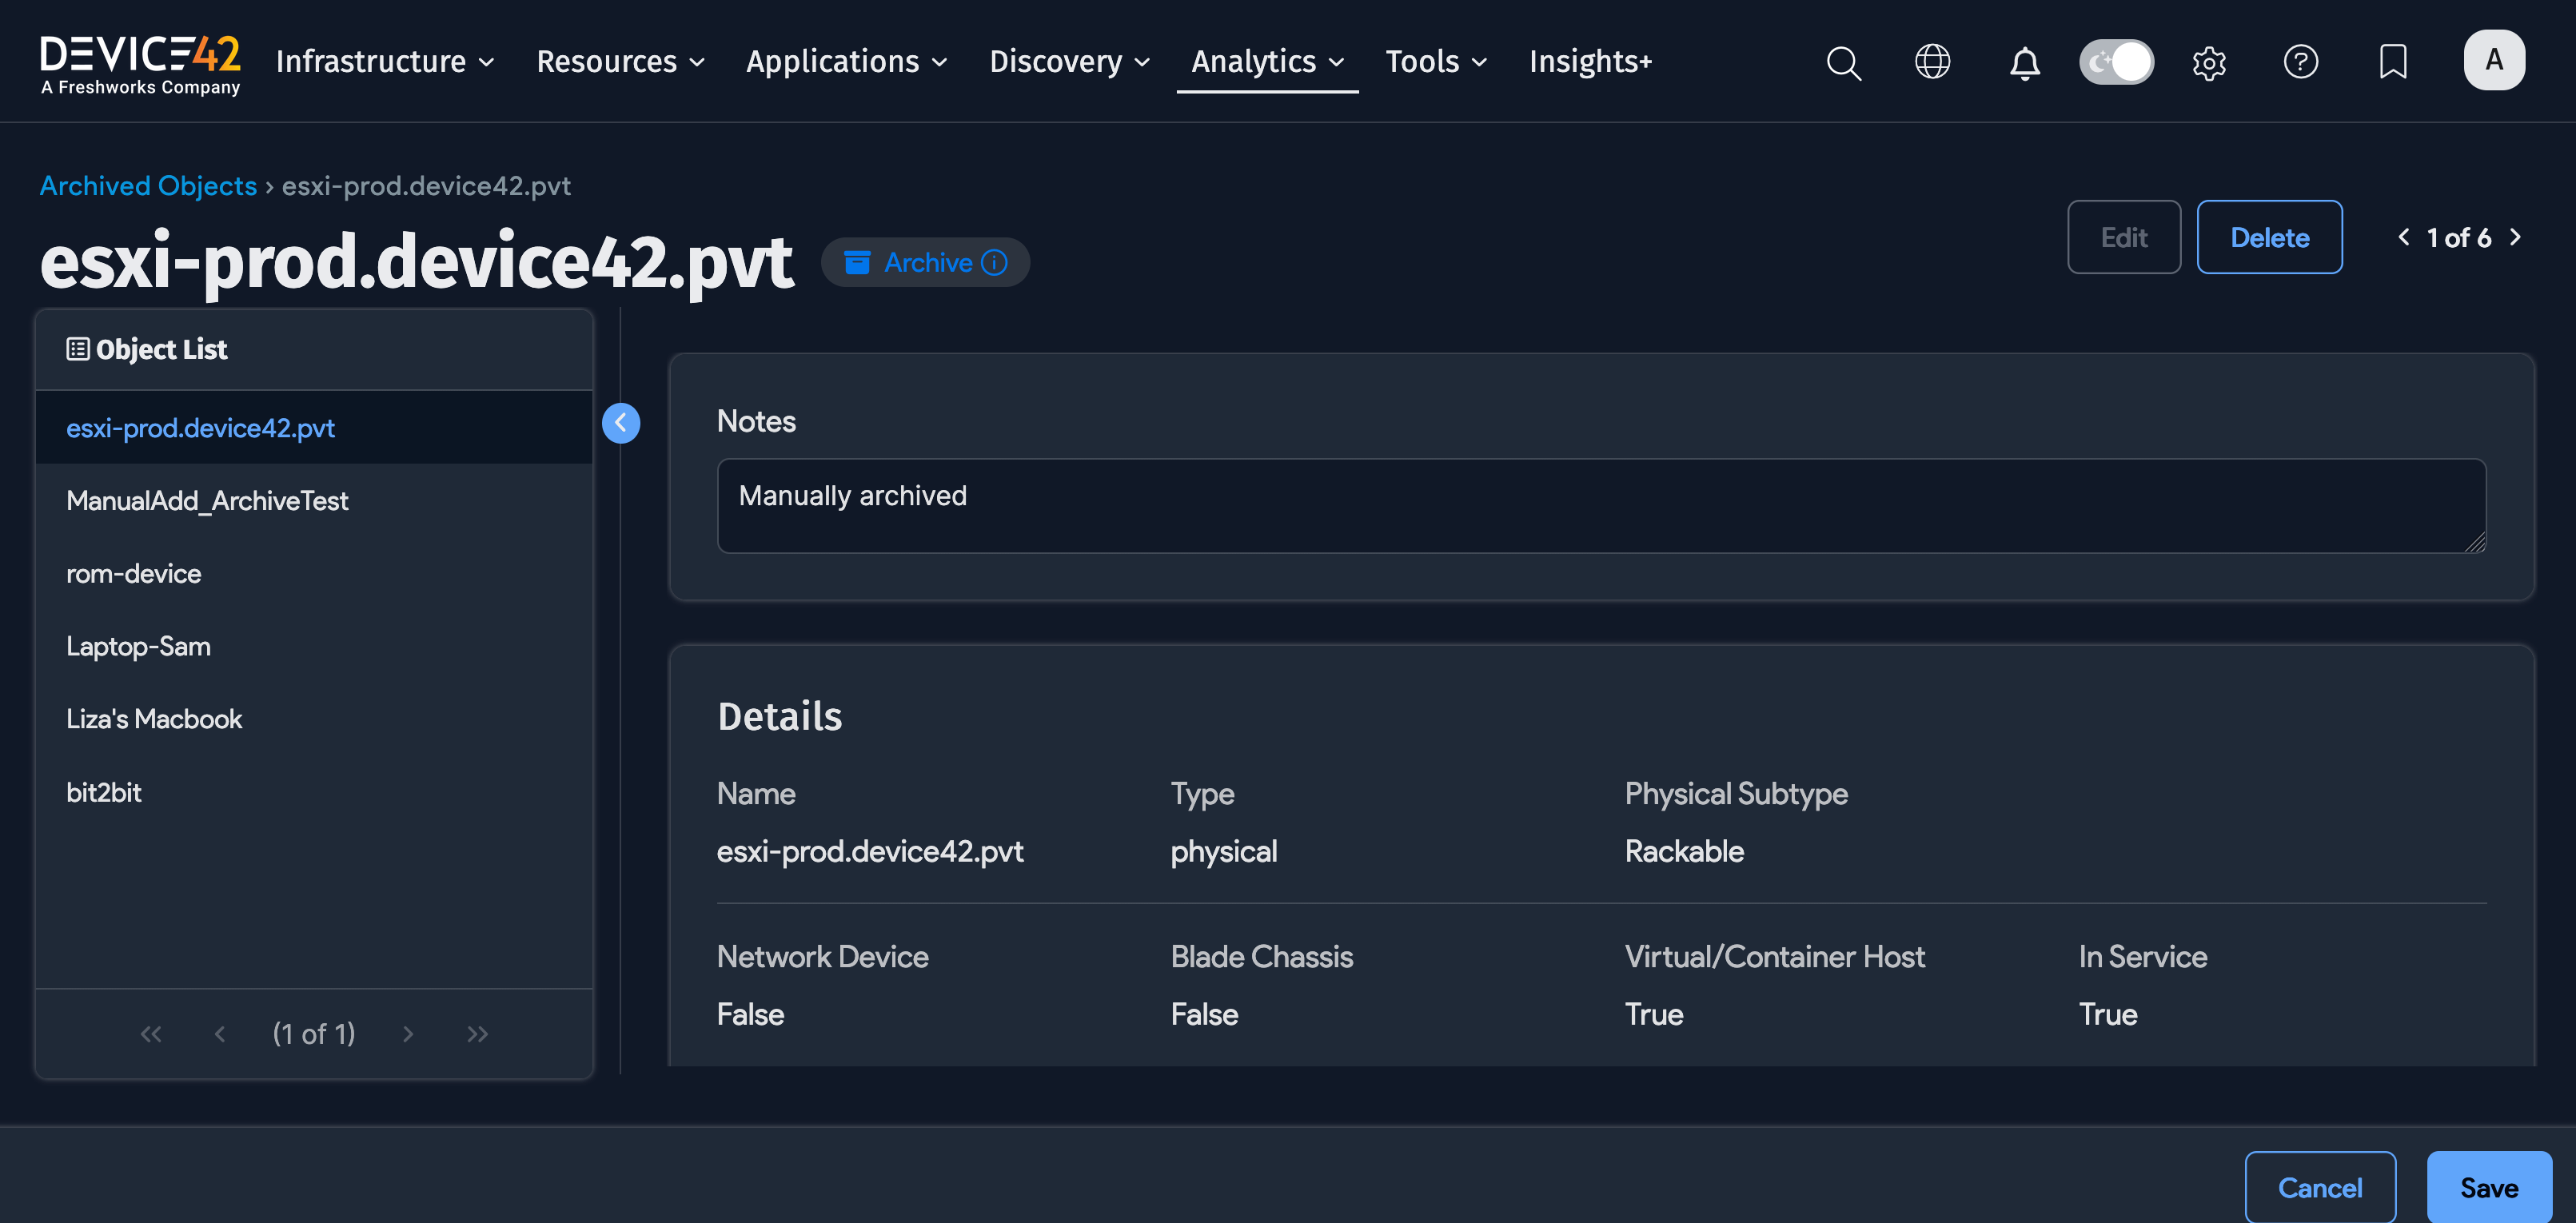 DEVICE42
A Freshworks Company
Infrastructure Resources Applications Discovery Analytics Tools Insights+ A
Archived Objects › esxi-prod.device42.pvt
esxi-prod.device42.pvt Archive
Edit Delete 1 of 6
Object List
esxi-prod.device42.pvt
ManualAdd_ArchiveTest
rom-device
Laptop-Sam
Liza's Macbook
bit2bit
(1 of 1)
Notes
Manually archived
Details
Name Type Physical Subtype
esxi-prod.device42.pvt physical Rackable
Network Device Blade Chassis Virtual/Container Host In Service
False False True True
Cancel Save